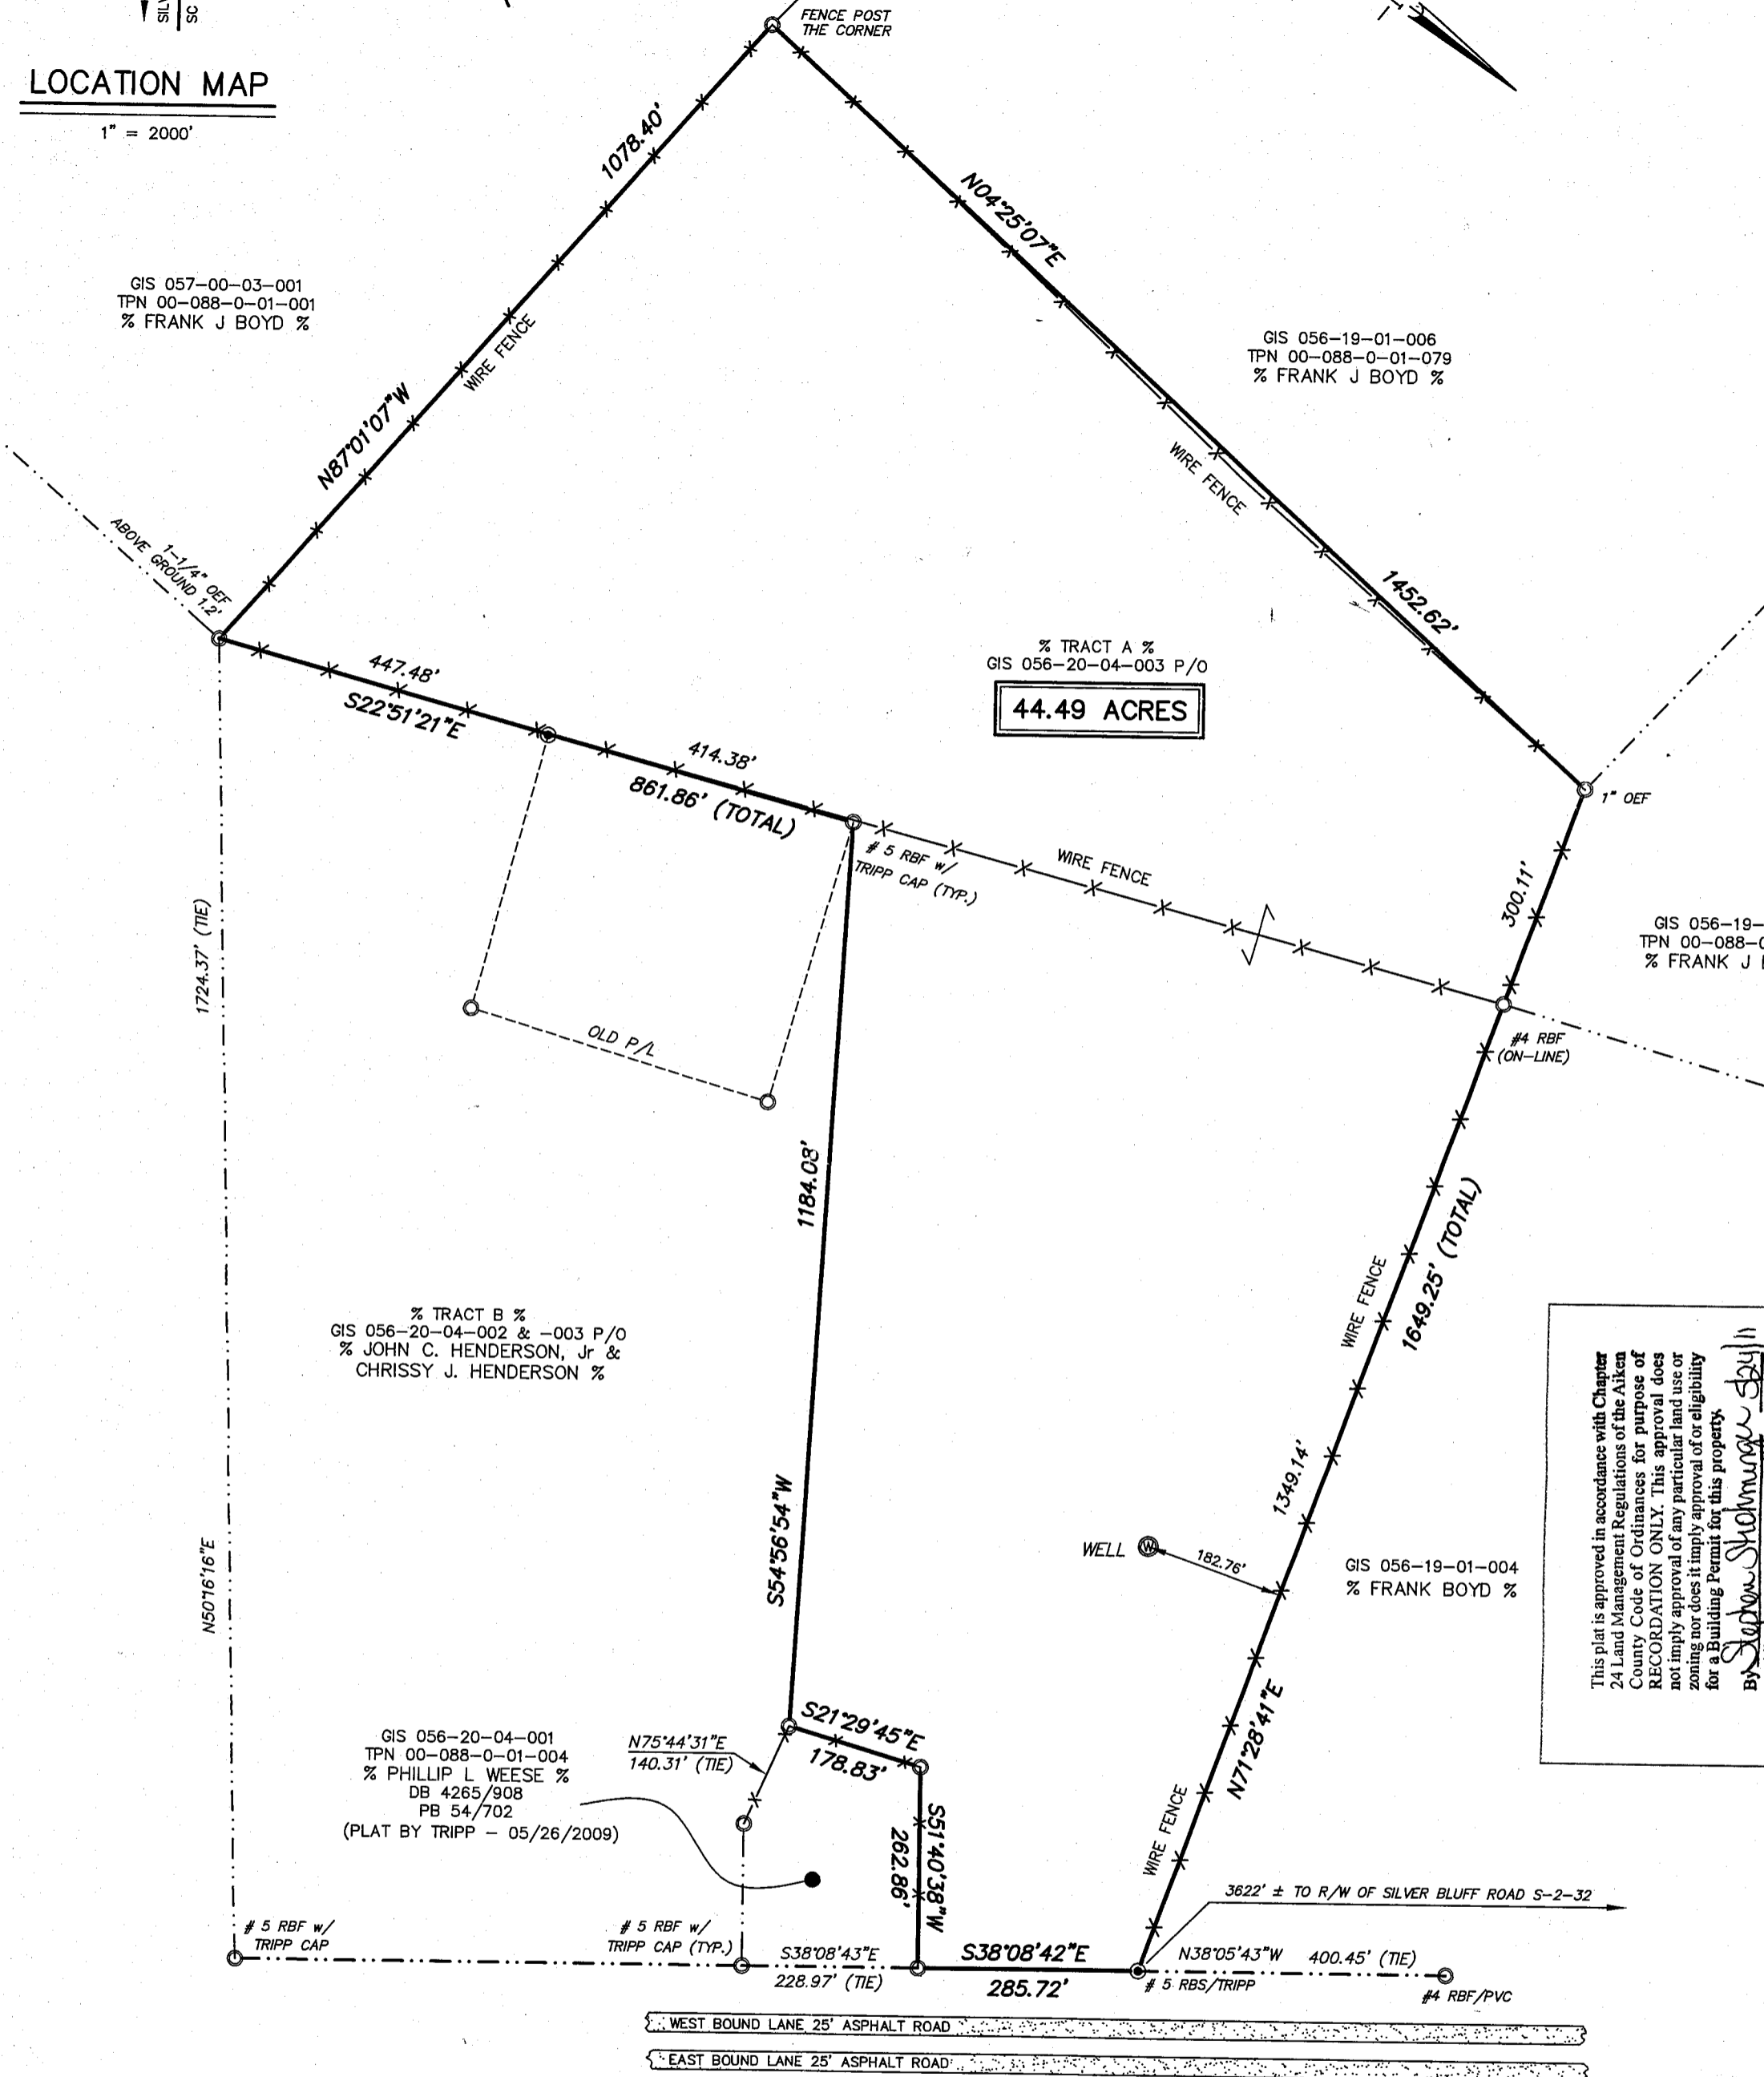 SILV
SC
LOCATION MAP
1" = 2000'
FENCE POST
THE CORNER
1078.40'
N04°25'07"E
GIS 057-00-03-001
TPN 00-088-0-01-001
% FRANK J BOYD %
WIRE FENCE
GIS 056-19-01-006
TPN 00-088-0-01-079
% FRANK J BOYD %
N87°01'07"W
WIRE FENCE
1-1/4" OEF
ABOVE GROUND 1.2'
1452.62'
% TRACT A %
GIS 056-20-04-003 P/O
44.49 ACRES
447.48'
S22°51'21"E
414.38'
861.86' (TOTAL)
1" OEF
# 5 RBF w/
TRIPP CAP (TYP.)
WIRE FENCE
300.11'
GIS 056-19-
TPN 00-088-0
% FRANK J
1724.37' (TIE)
OLD P/L
#4 RBF
(ON-LINE)
1184.08'
1649.25' (TOTAL)
WIRE FENCE
% TRACT B %
GIS 056-20-04-002 & -003 P/O
% JOHN C. HENDERSON, Jr &
CHRISSY J. HENDERSON %
This plat is approved in accordance with Chapter
24 Land Management Regulations of the Aiken
County Code of Ordinances for purpose of
RECORDATION ONLY. This approval does
not imply approval of any particular land use or
zoning nor does it imply approval of or eligibility
for a Building Permit for this property.
By Stephen
1349.14'
S54°56'54"W
N50°16'16"E
WELL
W
182.76'
GIS 056-19-01-004
% FRANK BOYD %
N71°28'41"E
S21°29'45"E
178.83'
N75°44'31"E
140.31' (TIE)
GIS 056-20-04-001
TPN 00-088-0-01-004
% PHILLIP L WEESE %
DB 4265/908
PB 54/702
(PLAT BY TRIPP - 05/26/2009)
S51°40'38"W
262.86'
WIRE FENCE
3622' ± TO R/W OF SILVER BLUFF ROAD S-2-32
# 5 RBF w/
TRIPP CAP
# 5 RBF w/
TRIPP CAP (TYP.)
S38°08'43"E
228.97' (TIE)
S38°08'42"E
285.72'
N38°05'43"W 400.45' (TIE)
# 5 RBS/TRIPP
#4 RBF/PVC
WEST BOUND LANE 25' ASPHALT ROAD
EAST BOUND LANE 25' ASPHALT ROAD